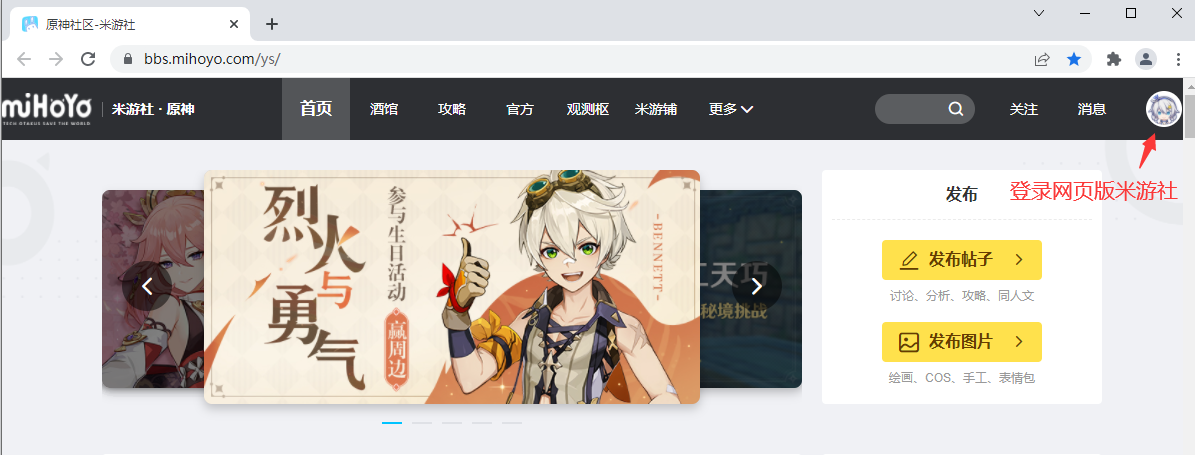 原神社区-米游社
bbs.mihoyo.com/ys/
miHoYo
TECH OTAKUS SAVE THE WORLD
米游社·原神
首页
酒馆
攻略
官方
观测枢
米游铺
更多
关注
消息
登录网页版米游社
烈火与勇气
参与生日活动
赢周边
-BENNETT-
工天巧
秘境挑战
发布
发布帖子
讨论、分析、攻略、同人文
发布图片
绘画、COS、手工、表情包